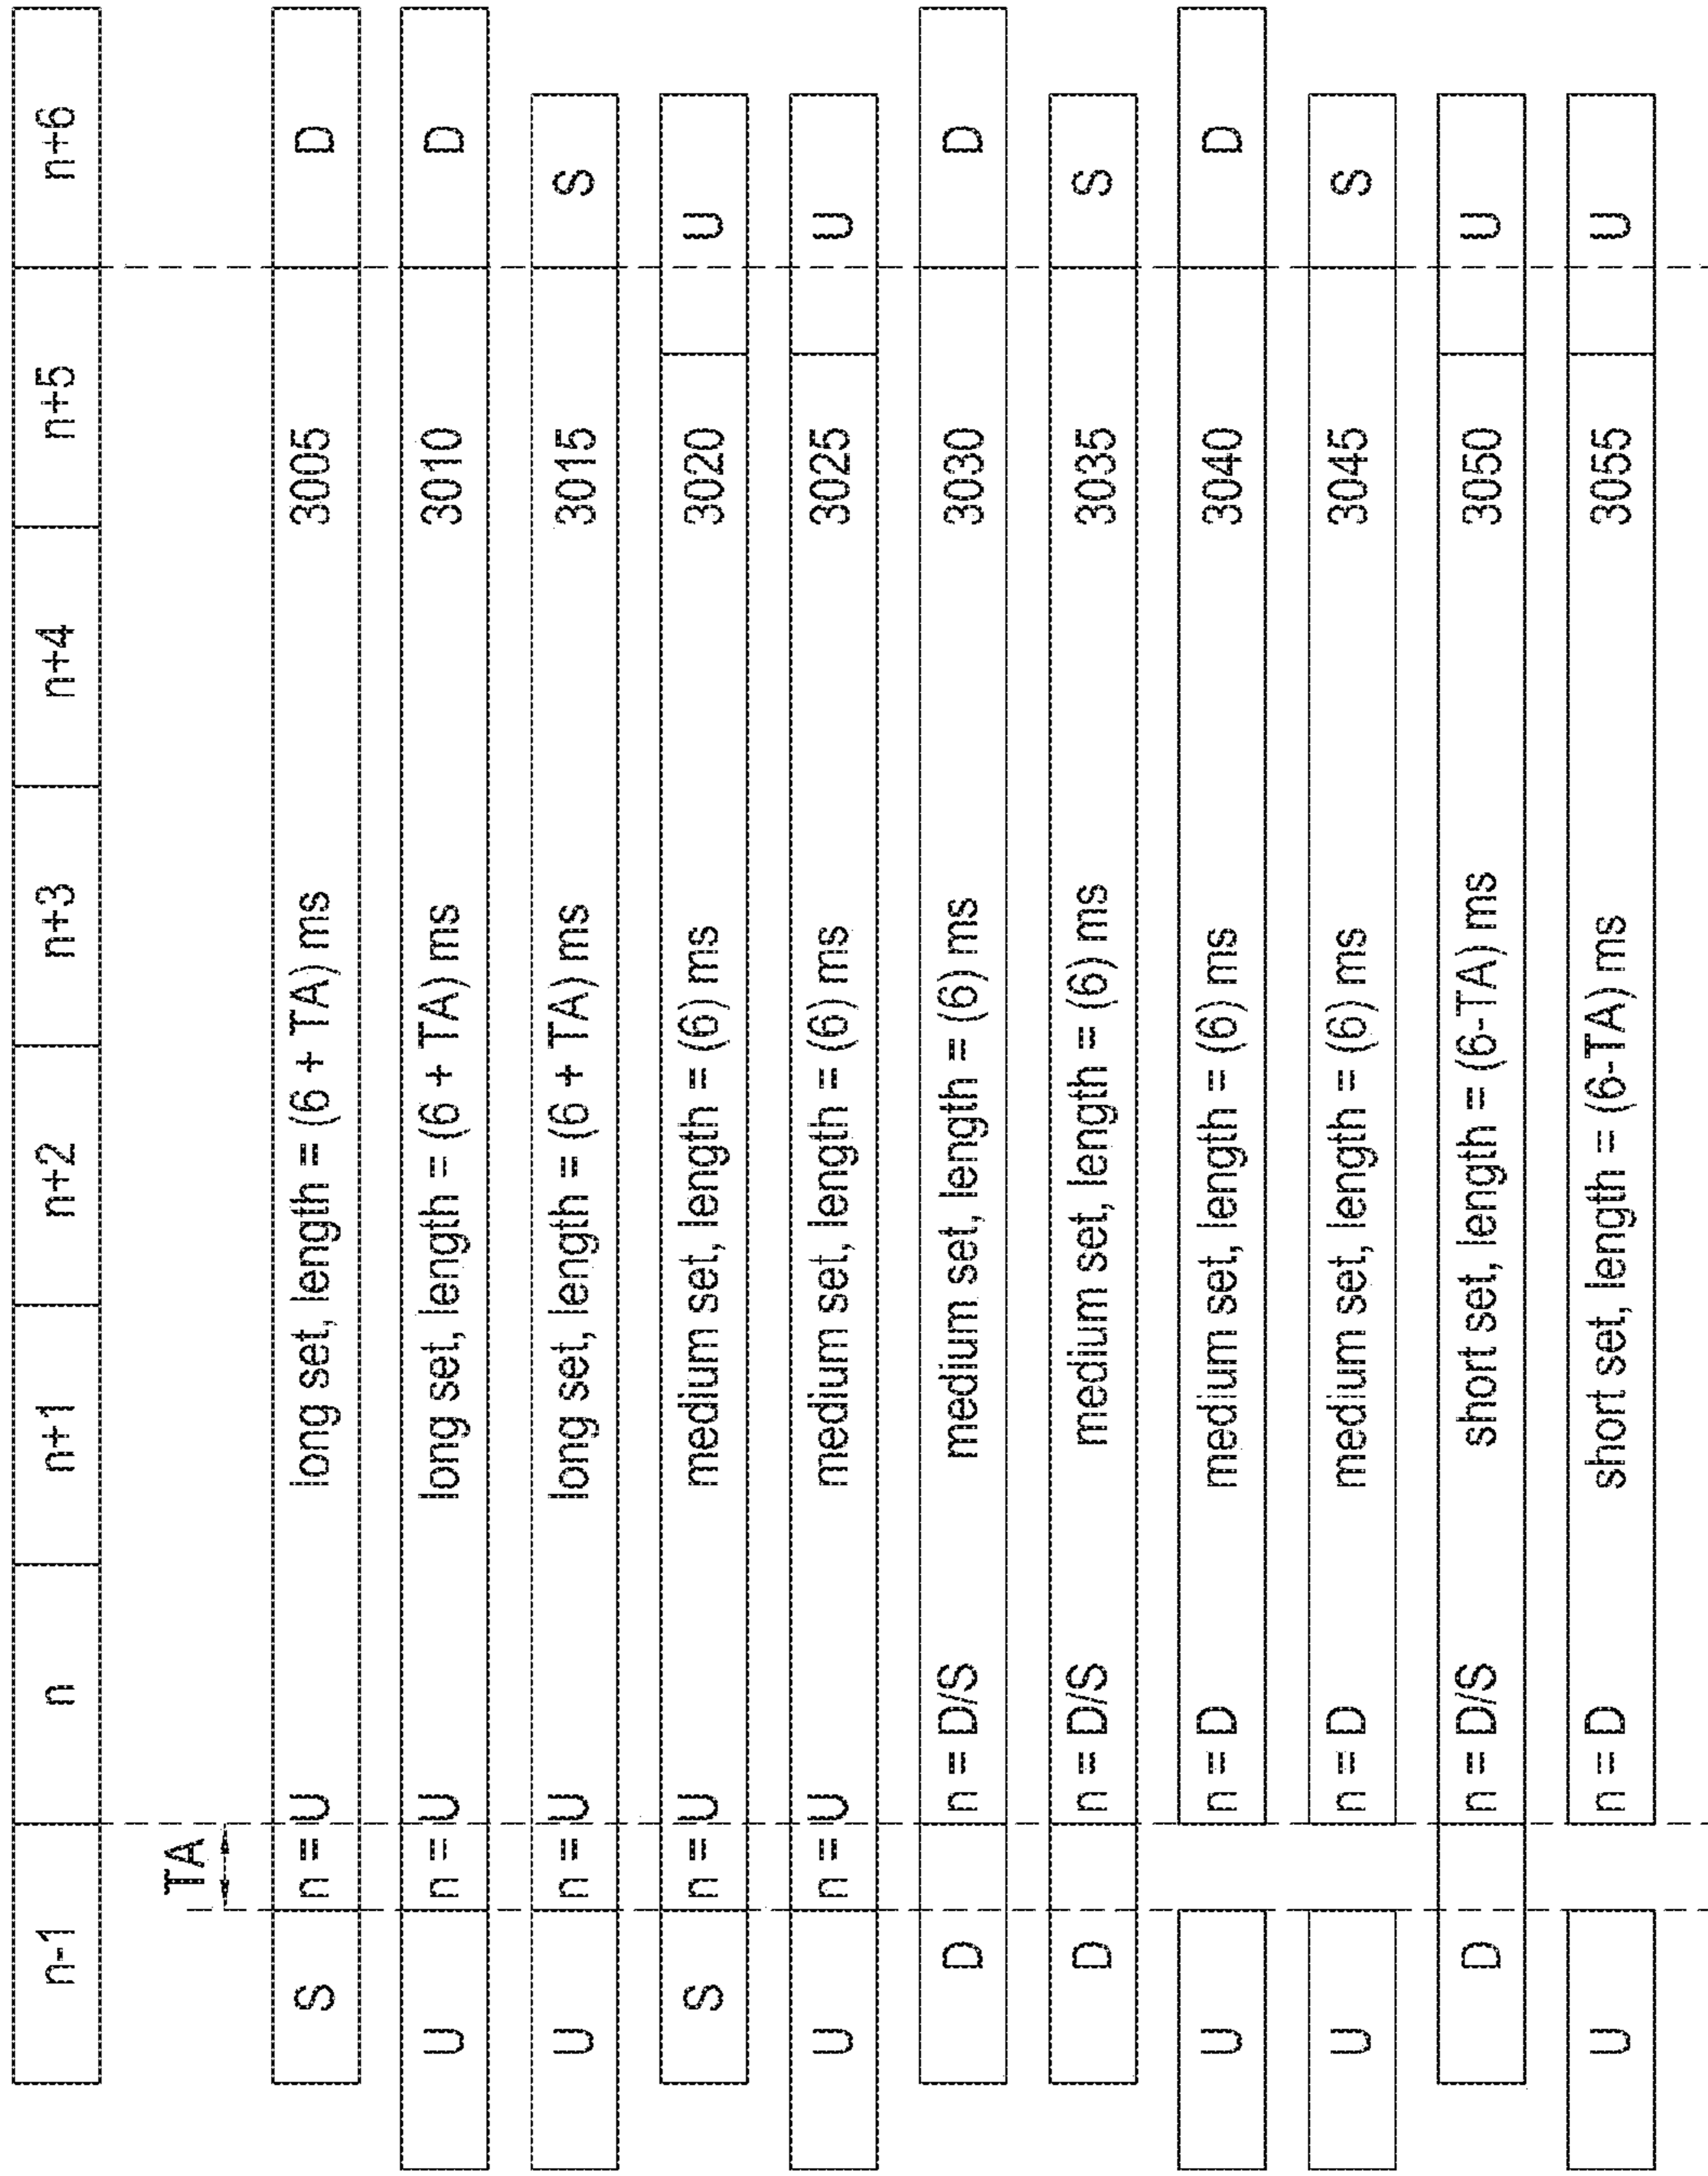 n-1 n n+1 n+2 n+3 n+4 n+5 n+6
TA
S n = U long set, length = (6 + TA) ms 3005 D
U n = U long set, length = (6 + TA) ms 3010 D
U n = U long set, length = (6 + TA) ms 3015 S
S n = U medium set, length = (6) ms 3020 U
U n = U medium set, length = (6) ms 3025 U
D n = D/S medium set, length = (6) ms 3030 D
D n = D/S medium set, length = (6) ms 3035 S
U n = D medium set, length = (6) ms 3040 D
U n = D medium set, length = (6) ms 3045 S
D n = D/S short set, length = (6-TA) ms 3050 U
U n = D short set, length = (6-TA) ms 3055 U